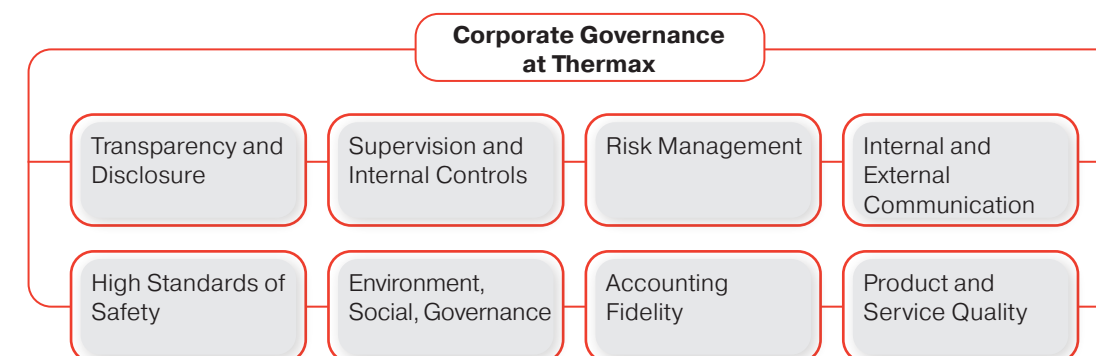 Corporate Governance
at Thermax
Transparency and
Disclosure
Supervision and
Internal Controls
Risk Management
Internal and
External
Communication
High Standards of
Safety
Environment,
Social, Governance
Accounting
Fidelity
Product and
Service Quality